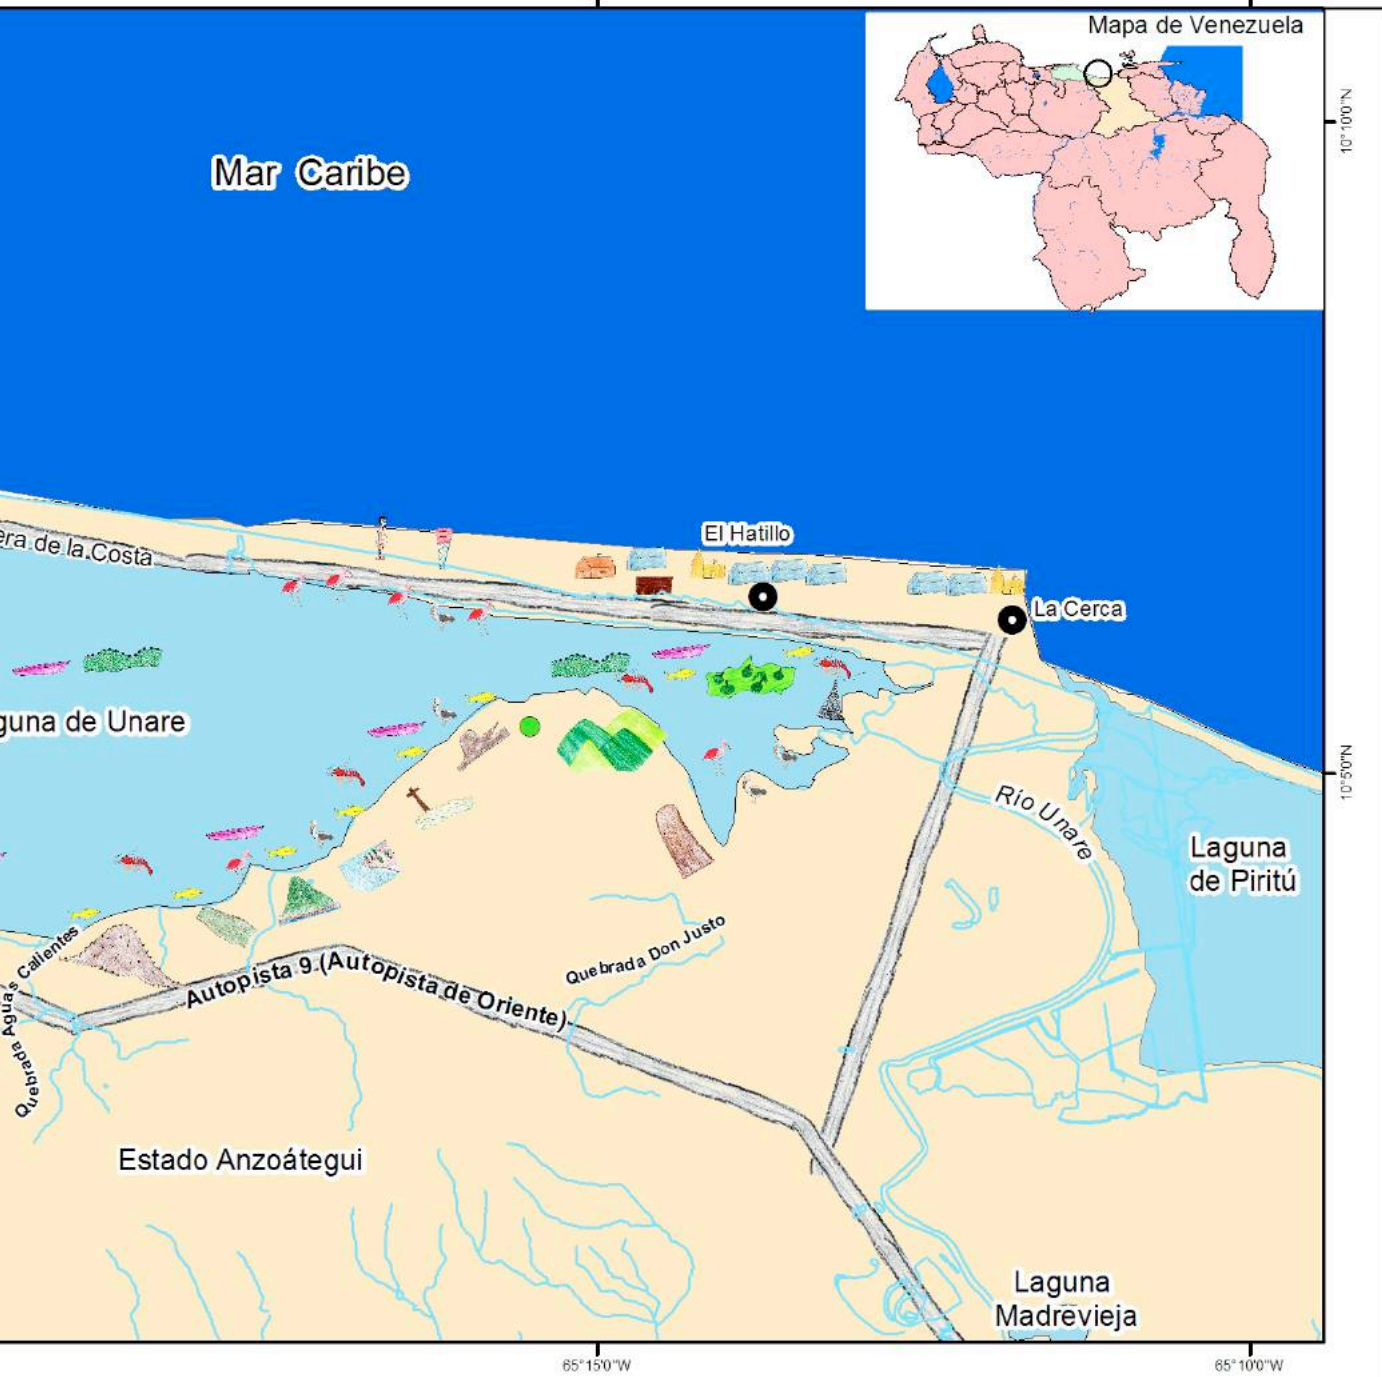 Mapa de Venezuela
10°10'0"N
Mar Caribe
El Hatillo
era de la Costa
La Cerca
guna de Unare
10°5'0"N
Río Unare
Laguna
de Piritú
Quebrada Don Justo
Quebrada Aguas Calientes
Autopista 9 (Autopista de Oriente)
Estado Anzoátegui
Laguna
Madrevieja
65°15'0"W
65°10'0"W